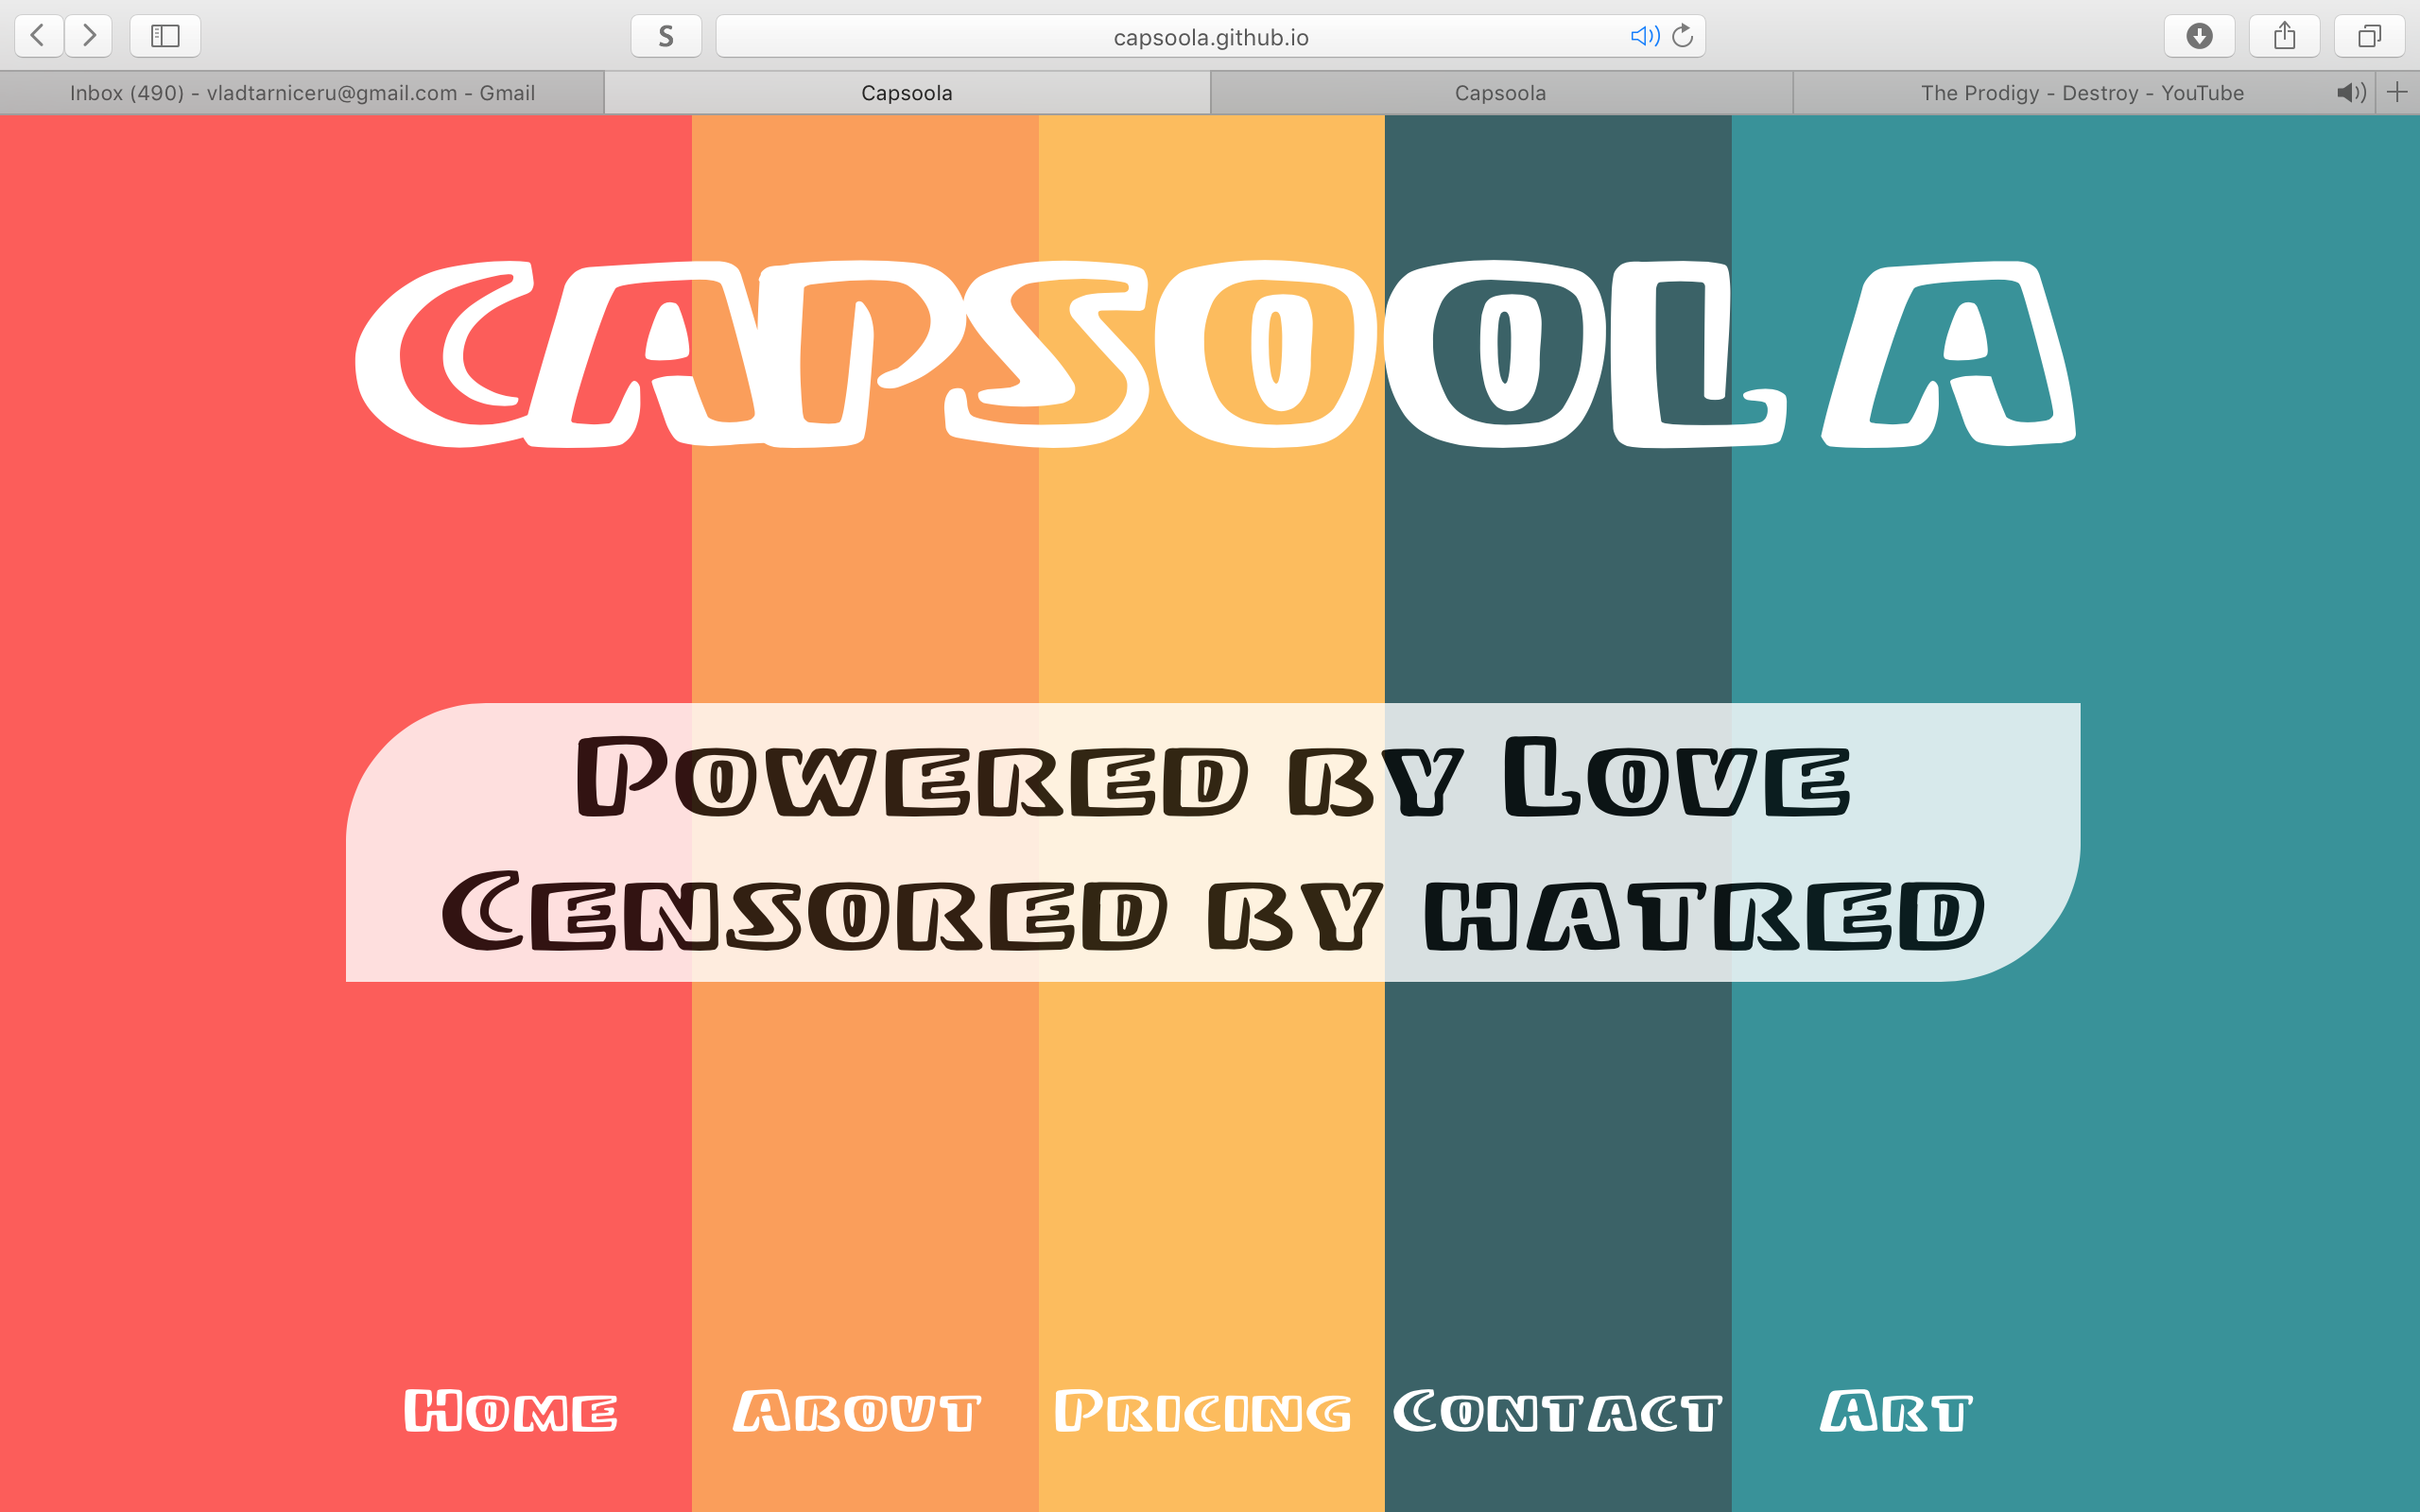 S
capsoola.github.io
Inbox (490) - vladtarniceru@gmail.com - Gmail
Capsoola
Capsoola
The Prodigy - Destroy - YouTube
CAPSOOLA
Powered by Love
Censored by hatred
Home
About
Pricing
Contact
Art